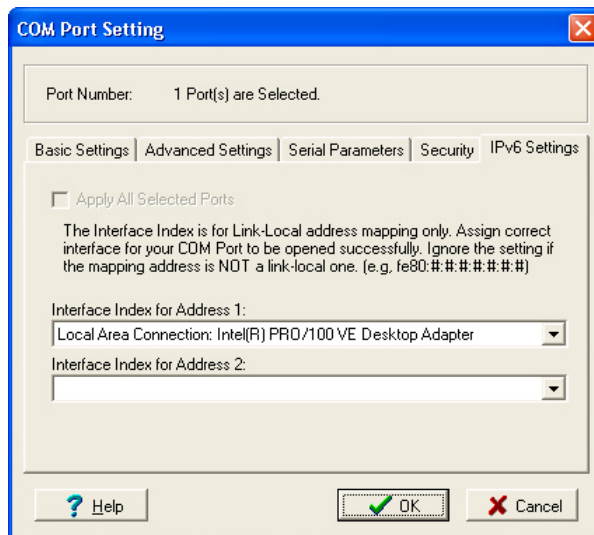 COM Port Setting
Port Number: 1 Port(s) are Selected.
Basic Settings Advanced Settings Serial Parameters Security IPv6 Settings
Apply All Selected Ports
The Interface Index is for Link-Local address mapping only. Assign correct
interface for your COM Port to be opened successfully. Ignore the setting if
the mapping address is NOT a link-local one. (e.g, fe80:#:#:#:#:#:#:#)
Interface Index for Address 1:
Local Area Connection: Intel(R) PRO/100 VE Desktop Adapter
Interface Index for Address 2:
? Help OK Cancel